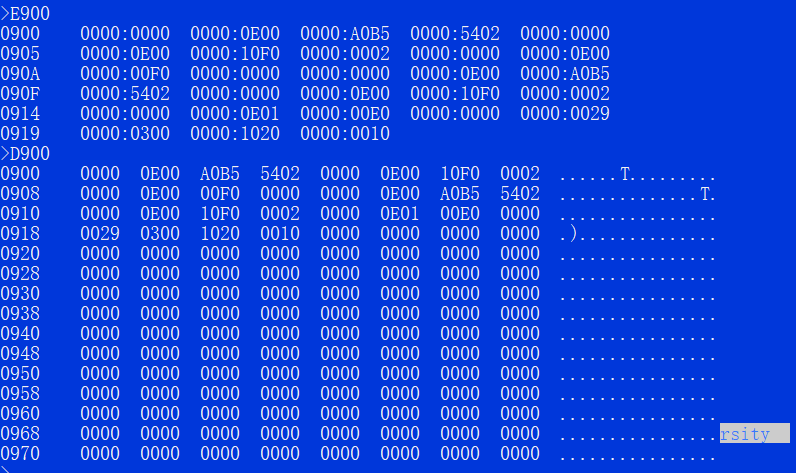 >E900
0900 0000:0000 0000:0E00 0000:A0B5 0000:5402 0000:0000
0905 0000:0E00 0000:10F0 0000:0002 0000:0000 0000:0E00
090A 0000:00F0 0000:0000 0000:0000 0000:0E00 0000:A0B5
090F 0000:5402 0000:0000 0000:0E00 0000:10F0 0000:0002
0914 0000:0000 0000:0E01 0000:00E0 0000:0000 0000:0029
0919 0000:0300 0000:1020 0000:0010
>D900
0900 0000 0E00 A0B5 5402 0000 0E00 10F0 0002 ......T.........
0908 0000 0E00 00F0 0000 0000 0E00 A0B5 5402 ..............T.
0910 0000 0E00 10F0 0002 0000 0E01 00E0 0000 ................
0918 0029 0300 1020 0010 0000 0000 0000 0000 .)..............
0920 0000 0000 0000 0000 0000 0000 0000 0000 ................
0928 0000 0000 0000 0000 0000 0000 0000 0000 ................
0930 0000 0000 0000 0000 0000 0000 0000 0000 ................
0938 0000 0000 0000 0000 0000 0000 0000 0000 ................
0940 0000 0000 0000 0000 0000 0000 0000 0000 ................
0948 0000 0000 0000 0000 0000 0000 0000 0000 ................
0950 0000 0000 0000 0000 0000 0000 0000 0000 ................
0958 0000 0000 0000 0000 0000 0000 0000 0000 ................
0960 0000 0000 0000 0000 0000 0000 0000 0000 ................
0968 0000 0000 0000 0000 0000 0000 0000 0000 ................rsity
0970 0000 0000 0000 0000 0000 0000 0000 0000 ................
>